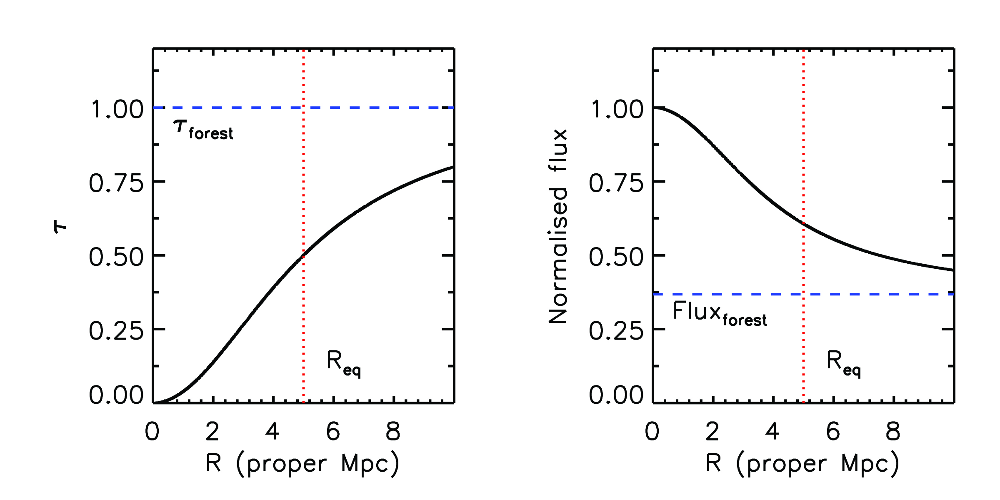 τ
1.00
0.75
0.50
0.25
0.00
τforest
Req
0 2 4 6 8
R (proper Mpc)
Normalised flux
1.00
0.75
0.50
0.25
0.00
Fluxforest
Req
0 2 4 6 8
R (proper Mpc)